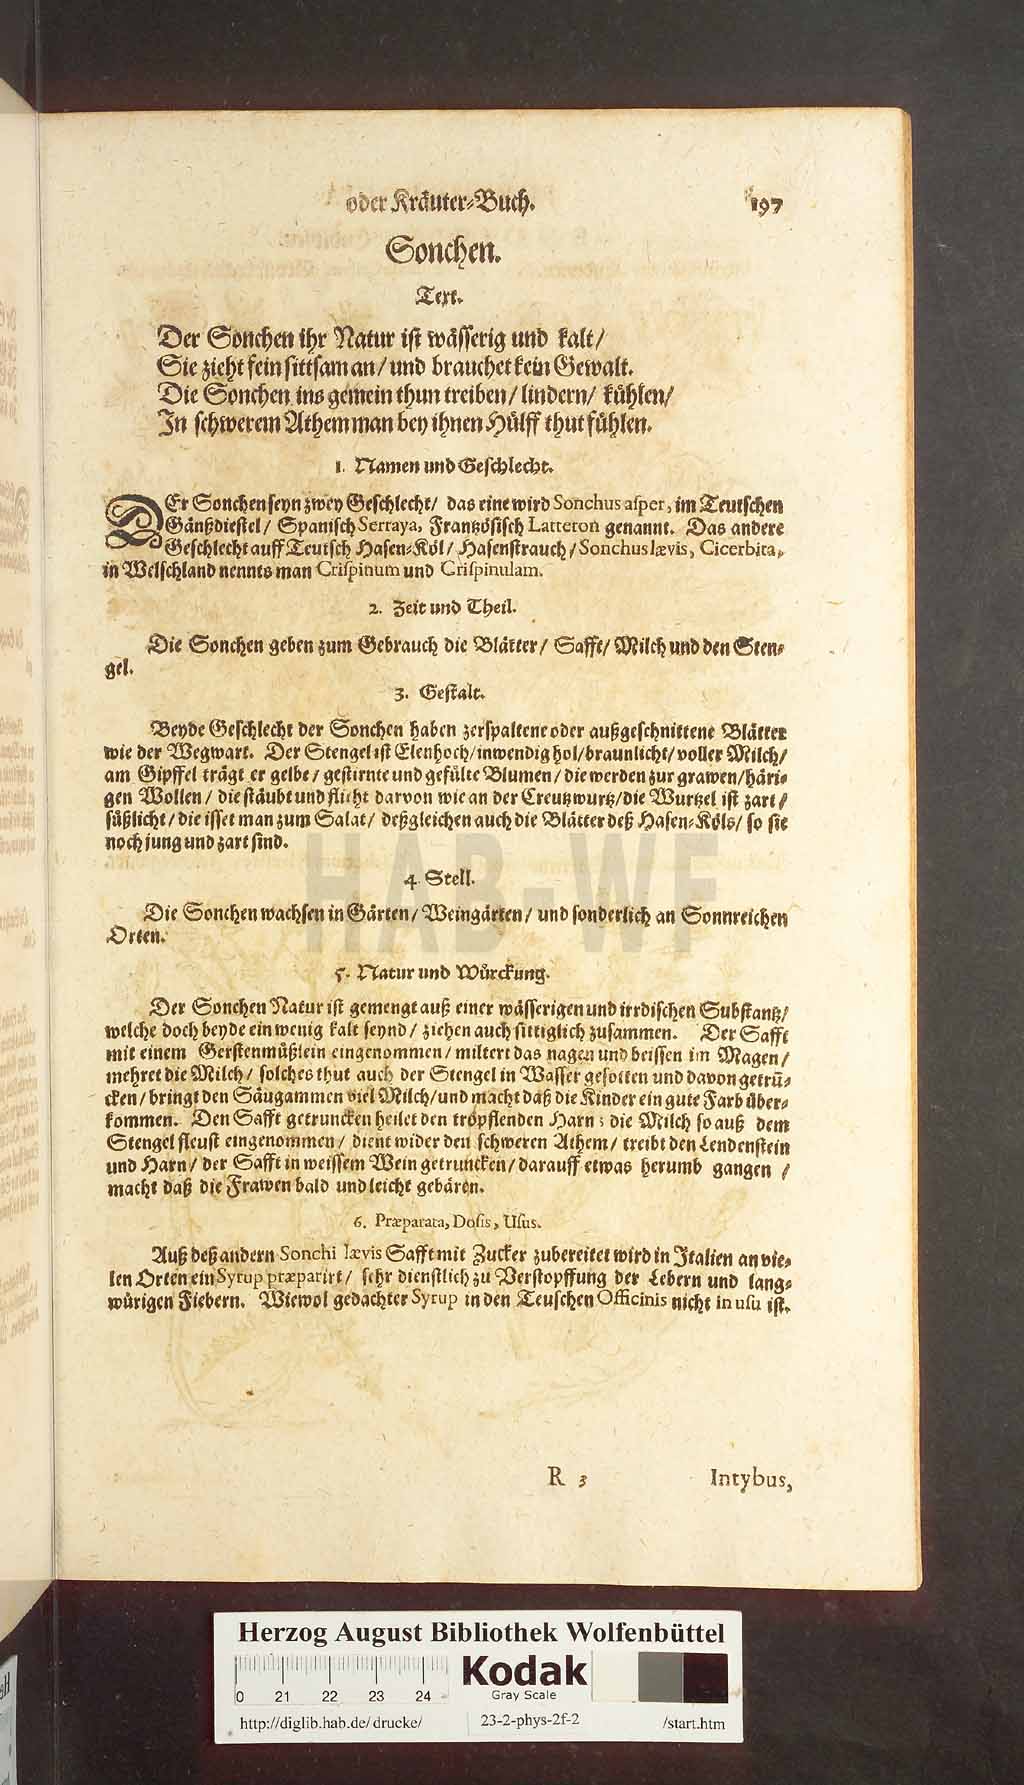 oder Kräuter-Buch. 197
Sonchen.
Text.
Der Sonchen ihr Natur ist wässerig und kalt/
Sie zieht fein sittsam an/ und brauchet kein Gewalt.
Die Sonchen ins gemein thun treiben/ lindern/ kühlen/
In schwerem Athem man bey ihnen Hülff thut fühlen.
1. Namen und Geschlecht.
DEr Sonchen seyn zwey Geschlecht/ das eine wird Sonchus asper, im Teutschen
Gänßdiestel/ Spanisch Serraya, Frantzösisch Latteron genannt. Das andere
Geschlecht auff Teutsch Hasen-Köl/ Hasenstrauch/ Sonchus lævis, Cicerbita,
in Welschland nennts man Crispinum und Crispinulam.
2. Zeit und Theil.
Die Sonchen geben zum Gebrauch die Blätter/ Safft/ Milch und den Sten-
gel.
3. Gestalt.
Beyde Geschlecht der Sonchen haben zerspaltene oder außgeschnittene Blätter
wie der Wegwart. Der Stengel ist Elenhoch/ inwendig hol/ braunlicht/ voller Milch/
am Gipffel trägt er gelbe/ gestirnte und gefülte Blumen/ die werden zur grawen/ häri-
gen Wollen/ die stäubt und flieht darvon wie an der Creutzwurtz/ die Wurtzel ist zart/
süßlicht/ die isset man zum Salat/ deßgleichen auch die Blätter deß Hasen-Köls/ so sie
noch jung und zart sind.
4. Stell.
Die Sonchen wachsen in Gärten/ Weingärten/ und sonderlich an Sonnreichen
Orten.
5. Natur und Würckung.
Der Sonchen Natur ist gemengt auß einer wässerigen und irrdischen Substantz/
welche doch beyde ein wenig kalt seynd/ ziehen auch sittiglich zusammen. Der Safft
mit einem Gerstenmüßlein eingenommen/ miltert das nagen und beissen im Magen/
mehret die Milch/ solches thut auch der Stengel in Wasser gesotten und davon getrũ-
cken/ bringt den Säugammen viel Milch/ und macht daß die Kinder ein gute Farb über-
kommen. Den Safft getruncken heilet den tröpflenden Harn; die Milch so auß dem
Stengel fleust eingenommen/ dient wider den schweren Athem/ treibt den Lendenstein
und Harn/ der Safft in weissem Wein getruncken/ darauff etwas herumb gangen/
macht daß die Frawen bald und leicht gebären.
6. Præparata, Dosis, Usus.
Auß deß andern Sonchi lævis Safft mit Zucker zubereitet wird in Italien an vie-
len Orten ein Syrup præparirt/ sehr dienstlich zu Verstopffung der Lebern und lang-
würigen Fiebern. Wiewol gedachter Syrup in den Teuschen Officinis nicht in usu ist.
R 3 Intybus,
HAB-WF
Herzog August Bibliothek Wolfenbüttel
0 21 22 23 24
Kodak
Gray Scale
http://diglib.hab.de/drucke/ 23-2-phys-2f-2 /start.htm